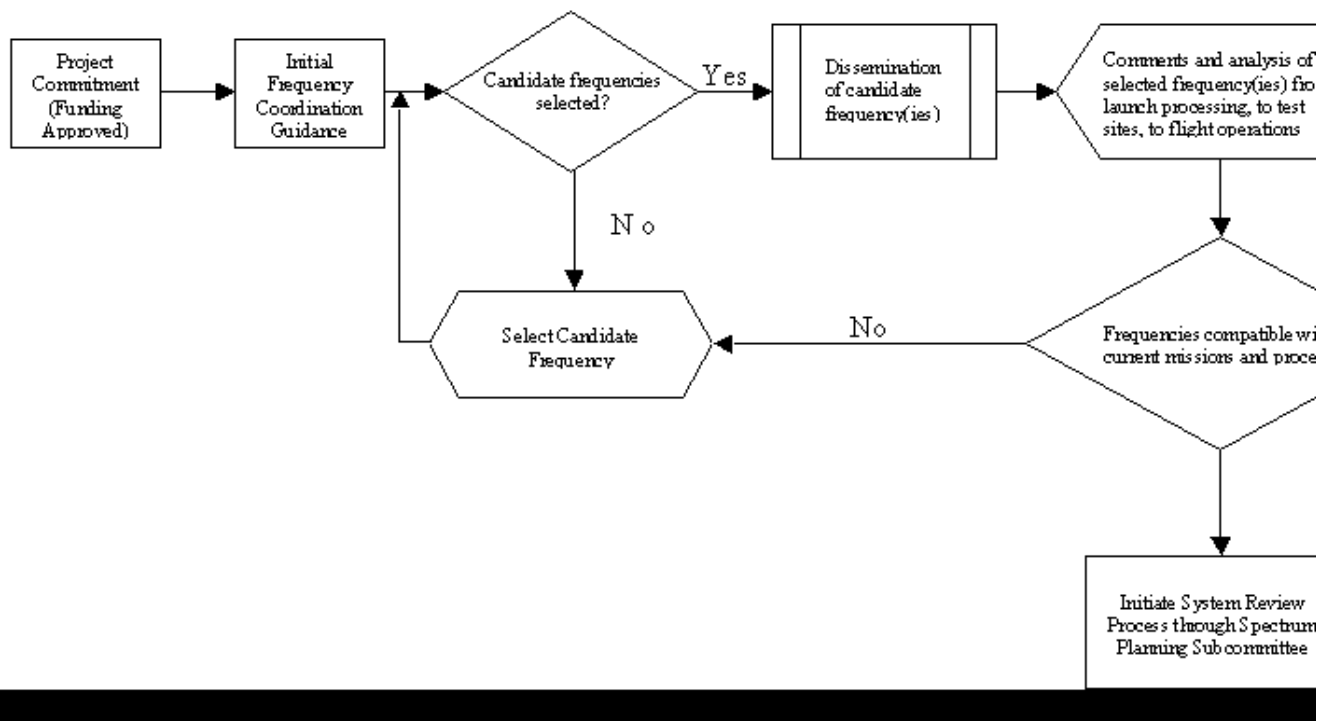 Project
Commitment
(Funding
Approved)
Initial
Frequency
Coordination
Guidance
Candidate frequencies
selected?
Yes
Dissemination
of candidate
frequency(ies)
Comments and analysis of
selected frequency(ies) fro
launch processing, to test
sites, to flight operations
No
Select Candidate
Frequency
No
Frequencies compatible wi
current missions and proce
Initiate System Review
Process through Spectrum
Planning Subcommittee